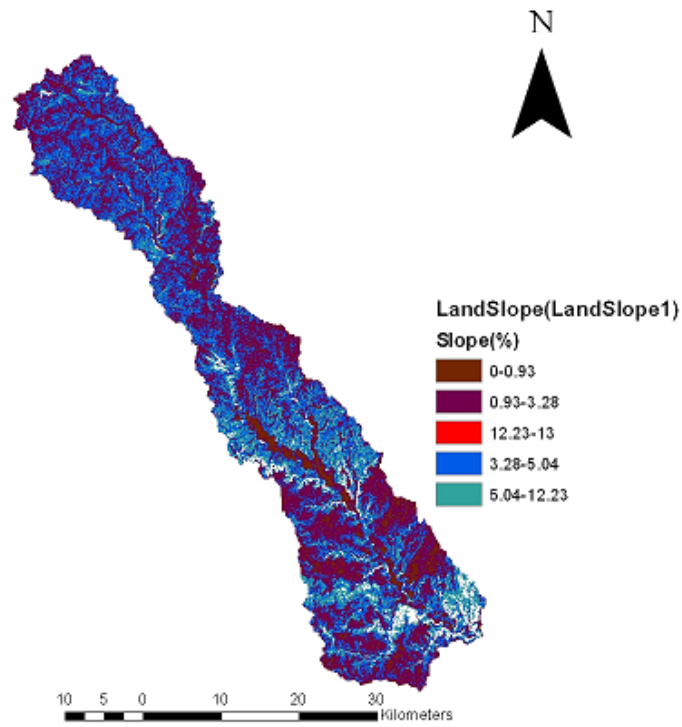 N
LandSlope(LandSlope1)
Slope(%)
0-0.93
0.93-3.28
12.23-13
3.28-5.04
5.04-12.23
10 5 0 10 20 30
Kilometers